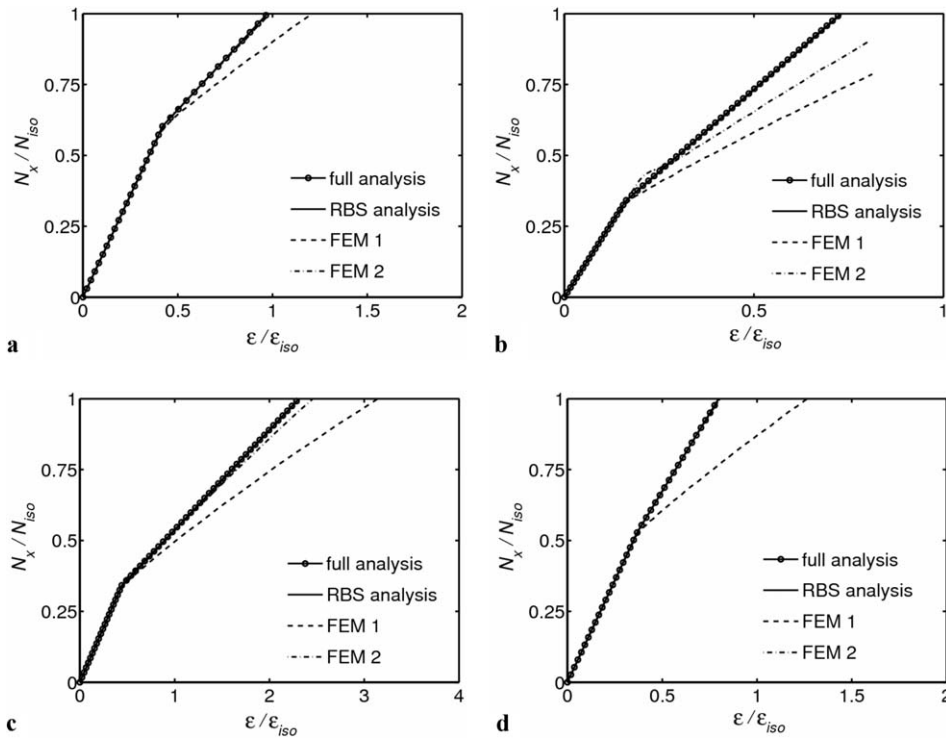 1
0.75
0.5
0.25
0
N_x / N_iso
full analysis
RBS analysis
FEM 1
FEM 2
0 0.5 1 1.5 2
ε/ε_iso
a
1
0.75
0.5
0.25
0
N_x / N_iso
full analysis
RBS analysis
FEM 1
FEM 2
0 0.5 1
ε/ε_iso
b
1
0.75
0.5
0.25
0
N_x / N_iso
full analysis
RBS analysis
FEM 1
FEM 2
0 1 2 3 4
ε/ε_iso
c
1
0.75
0.5
0.25
0
N_x / N_iso
full analysis
RBS analysis
FEM 1
FEM 2
0 0.5 1 1.5 2
ε/ε_iso
d